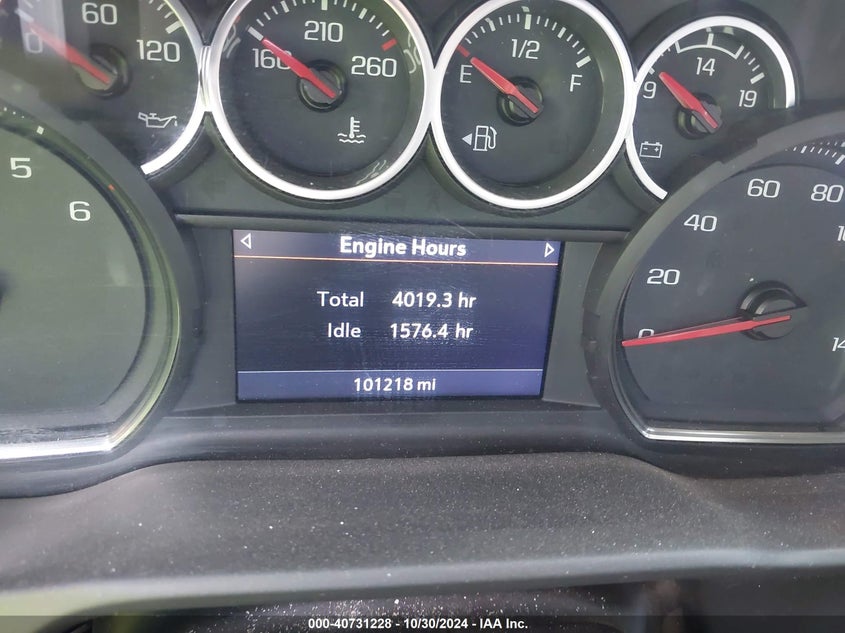 0 60 120
160 210 260
E 1/2 F
9 14 19
5 6
Engine Hours
Total 4019.3 hr
Idle 1576.4 hr
101218 mi
0 20 40 60 80
000-40731228 - 10/30/2024 - IAA Inc.